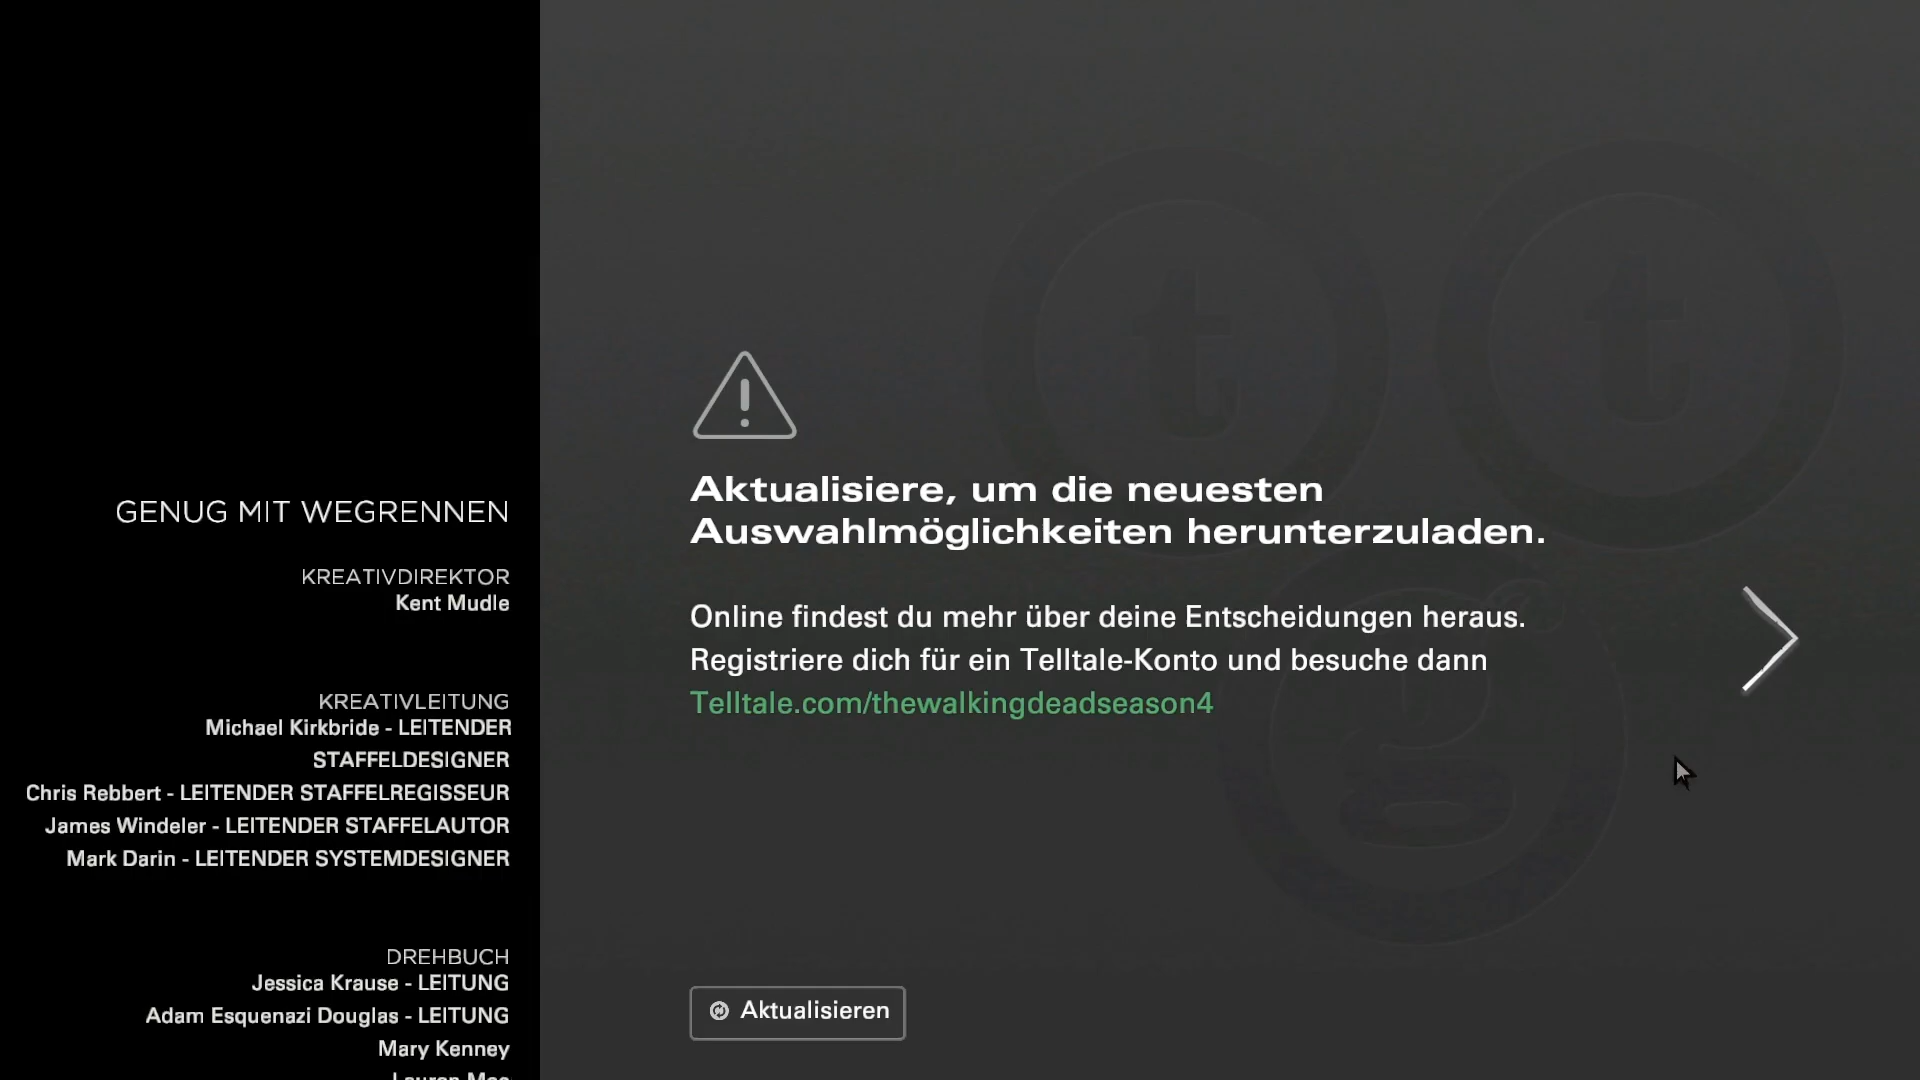 GENUG MIT WEGRENNEN
KREATIVDIREKTOR
Kent Mudle
KREATIVLEITUNG
Michael Kirkbride - LEITENDER
STAFFELDESIGNER
Chris Rebbert - LEITENDER STAFFELREGISSEUR
James Windeler - LEITENDER STAFFELAUTOR
Mark Darin - LEITENDER SYSTEMDESIGNER
DREHBUCH
Jessica Krause - LEITUNG
Adam Esquenazi Douglas - LEITUNG
Mary Kenney
Aktualisiere, um die neuesten
Auswahlmöglichkeiten herunterzuladen.
Online findest du mehr über deine Entscheidungen heraus.
Registriere dich für ein Telltale-Konto und besuche dann
Telltale.com/thewalkingdeadseason4
Aktualisieren
t
t
g